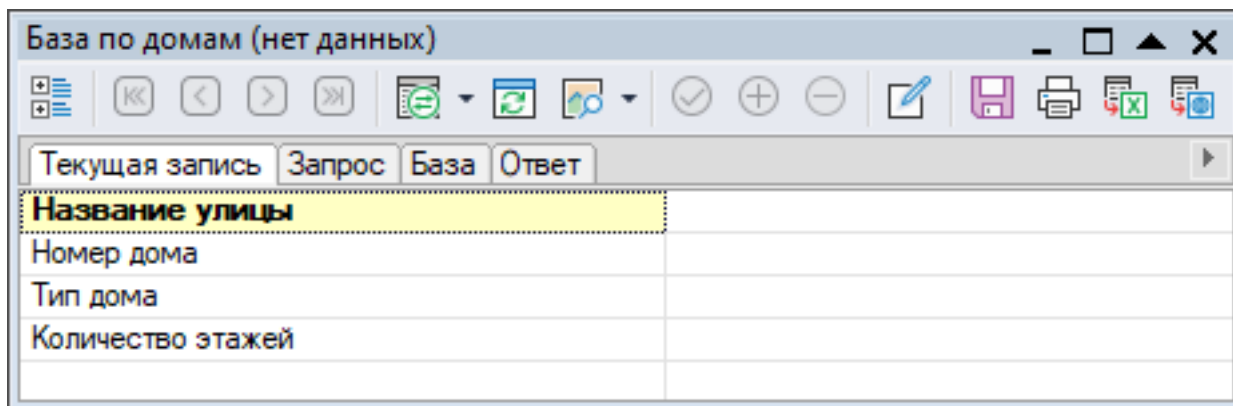 База по домам (нет данных)
Текущая запись Запрос База Ответ
Название улицы
Номер дома
Тип дома
Количество этажей